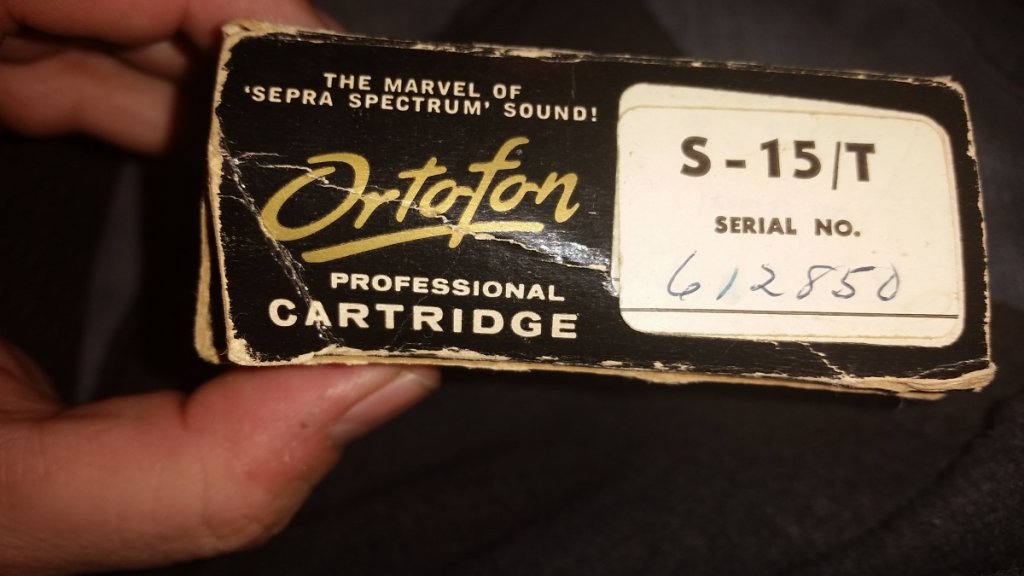 THE MARVEL OF
'SEPRA SPECTRUM' SOUND!
Ortofon
PROFESSIONAL
CARTRIDGE
S-15/T
SERIAL NO.
612850